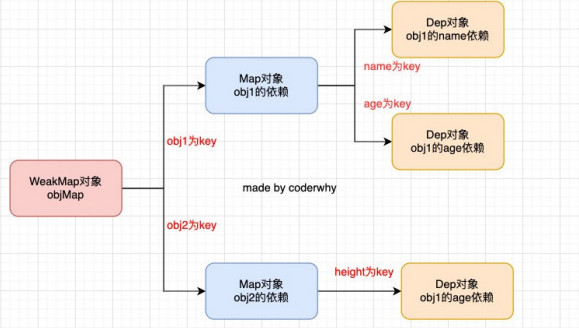 Dep对象
obj1的name依赖
name为key
Map对象
obj1的依赖
age为key
Dep对象
obj1的age依赖
obj1为key
WeakMap对象
objMap
made by coderwhy
obj2为key
Map对象
obj2的依赖
height为key
Dep对象
obj1的age依赖